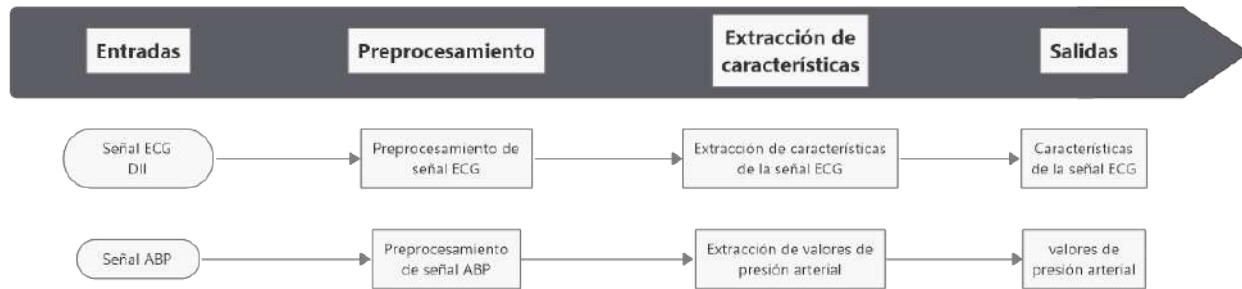 Entradas
Preprocesamiento
Extracción de
características
Salidas
Señal ECG
DII
Preprocesamiento de
señal ECG
Extracción de características
de la señal ECG
Características
de la señal ECG
Señal ABP
Preprocesamiento
de señal ABP
Extracción de valores de
presión arterial
valores de
presión arterial